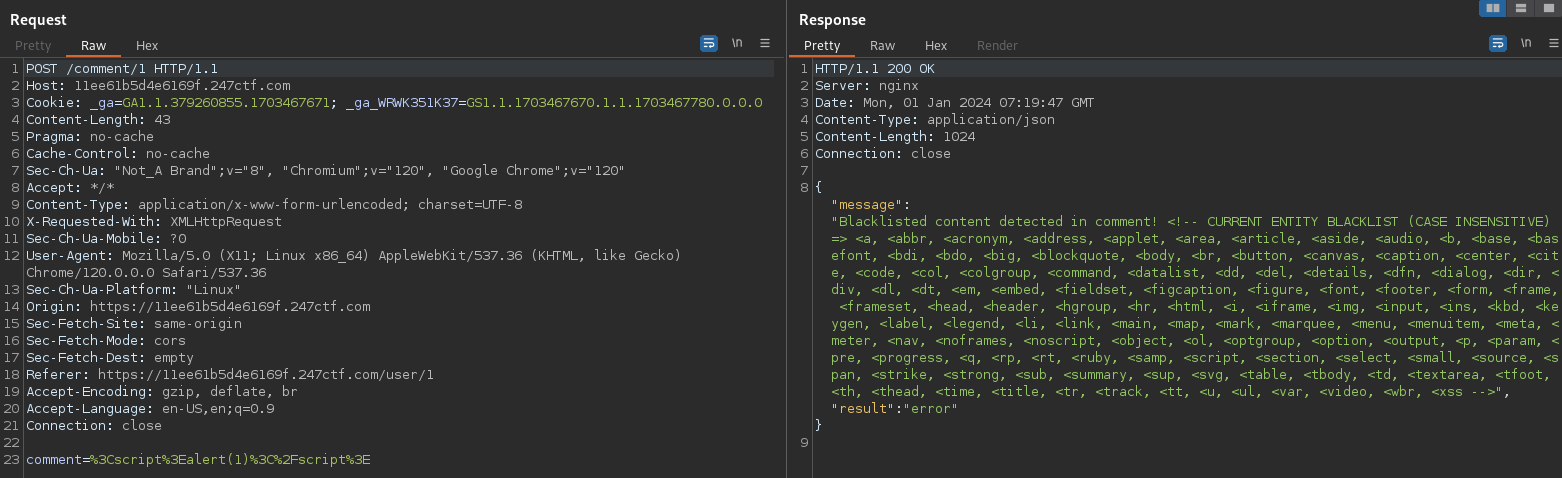 Request
Pretty Raw Hex
\n
1 POST /comment/1 HTTP/1.1
2 Host: 11ee61b5d4e6169f.247ctf.com
3 Cookie: _ga=GA1.1.379260855.1703467671; _ga_WRWK351K37=GS1.1.1703467670.1.1.1703467780.0.0.0
4 Content-Length: 43
5 Pragma: no-cache
6 Cache-Control: no-cache
7 Sec-Ch-Ua: "Not_A Brand";v="8", "Chromium";v="120", "Google Chrome";v="120"
8 Accept: */*
9 Content-Type: application/x-www-form-urlencoded; charset=UTF-8
10 X-Requested-With: XMLHttpRequest
11 Sec-Ch-Ua-Mobile: ?0
12 User-Agent: Mozilla/5.0 (X11; Linux x86_64) AppleWebKit/537.36 (KHTML, like Gecko)
Chrome/120.0.0.0 Safari/537.36
13 Sec-Ch-Ua-Platform: "Linux"
14 Origin: https://11ee61b5d4e6169f.247ctf.com
15 Sec-Fetch-Site: same-origin
16 Sec-Fetch-Mode: cors
17 Sec-Fetch-Dest: empty
18 Referer: https://11ee61b5d4e6169f.247ctf.com/user/1
19 Accept-Encoding: gzip, deflate, br
20 Accept-Language: en-US,en;q=0.9
21 Connection: close
22
23 comment=%3Cscript%3Ealert(1)%3C%2Fscript%3E
Response
Pretty Raw Hex Render
\n
1 HTTP/1.1 200 OK
2 Server: nginx
3 Date: Mon, 01 Jan 2024 07:19:47 GMT
4 Content-Type: application/json
5 Content-Length: 1024
6 Connection: close
7
8 {
"message":
"Blacklisted content detected in comment! <!-- CURRENT ENTITY BLACKLIST (CASE INSENSITIVE)
=> <a, <abbr, <acronym, <address, <applet, <area, <article, <aside, <audio, <b, <base, <bas
efont, <bdi, <bdo, <big, <blockquote, <body, <br, <button, <canvas, <caption, <center, <cit
e, <code, <col, <colgroup, <command, <datalist, <dd, <del, <details, <dfn, <dialog, <dir, <
div, <dl, <dt, <em, <embed, <fieldset, <figcaption, <figure, <font, <footer, <form, <frame,
<frameset, <head, <header, <hgroup, <hr, <html, <i, <iframe, <img, <input, <ins, <kbd, <ke
ygen, <label, <legend, <li, <link, <main, <map, <mark, <marquee, <menu, <menuitem, <meta, <
meter, <nav, <noframes, <noscript, <object, <ol, <optgroup, <option, <output, <p, <param, <
pre, <progress, <q, <rp, <rt, <ruby, <samp, <script, <section, <select, <small, <source, <s
pan, <strike, <strong, <sub, <summary, <sup, <svg, <table, <tbody, <td, <textarea, <tfoot,
<th, <thead, <time, <title, <tr, <track, <tt, <u, <ul, <var, <video, <wbr, <xss -->",
"result":"error"
}
9